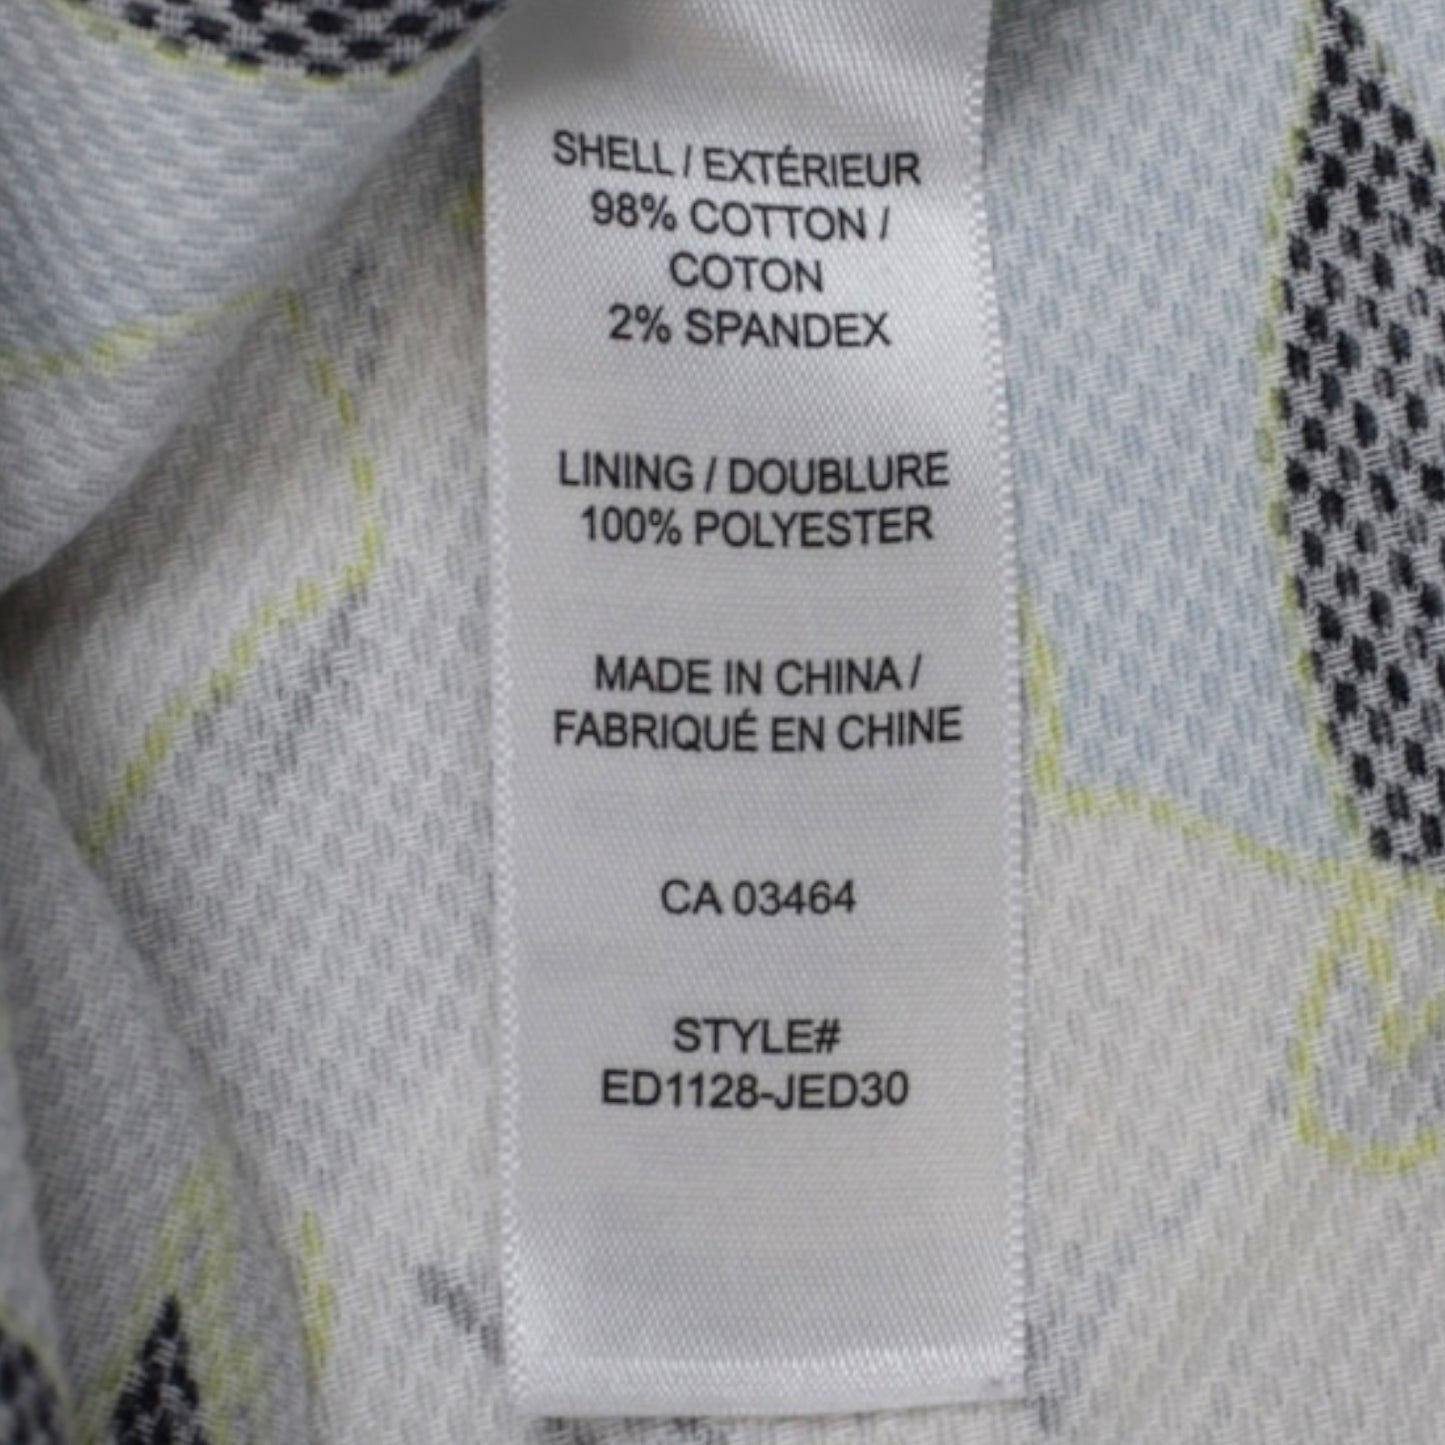 SHELL / EXTÉRIEUR
98% COTTON /
COTON
2% SPANDEX
LINING / DOUBLURE
100% POLYESTER
MADE IN CHINA /
FABRIQUÉ EN CHINE
CA 03464
STYLE#
ED1128-JED30